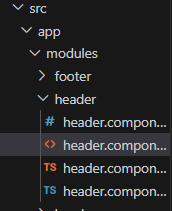 src
app
modules
footer
header
# header.compon...
<> header.compon...
TS header.compon...
TS header.compon...